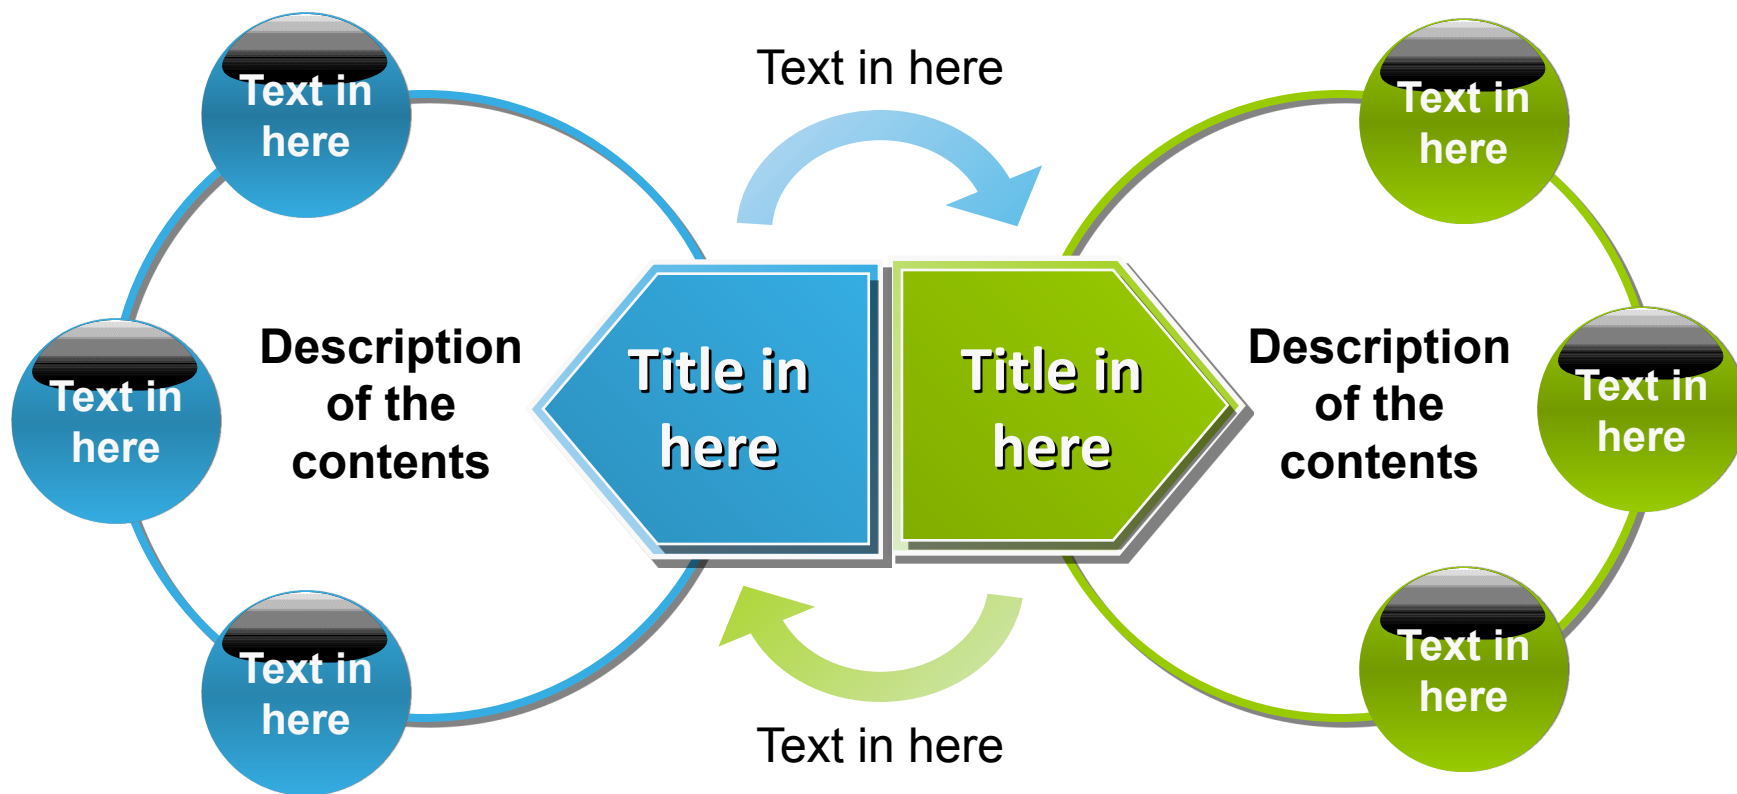 Text in
here
Text in
here
Text in
here
Description
of the
contents
Title in
here
Text in here
Text in here
Title in
here
Description
of the
contents
Text in
here
Text in
here
Text in
here